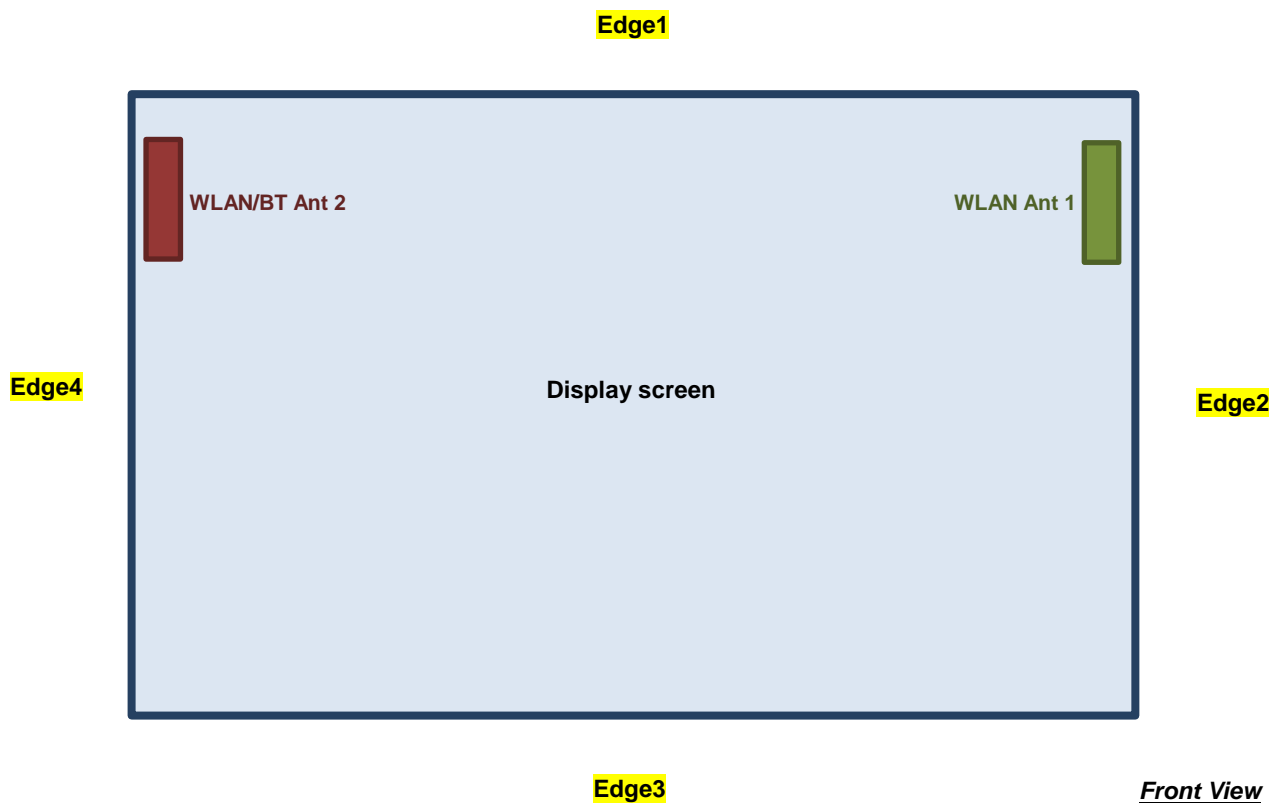 Edge1
WLAN/BT Ant 2
WLAN Ant 1
Edge4
Display screen
Edge2
Edge3
Front View